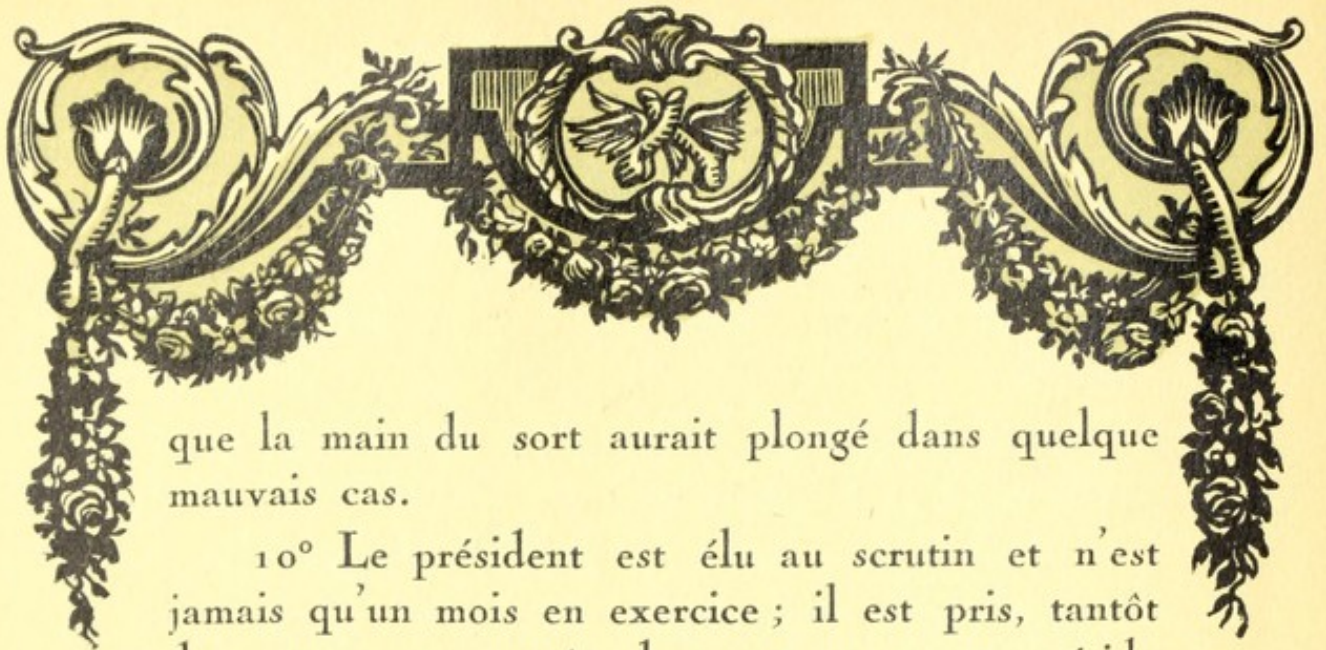 que la main du sort aurait plongé dans quelque
mauvais cas.
10° Le président est élu au scrutin et n'est
jamais qu'un mois en exercice ; il est pris, tantôt